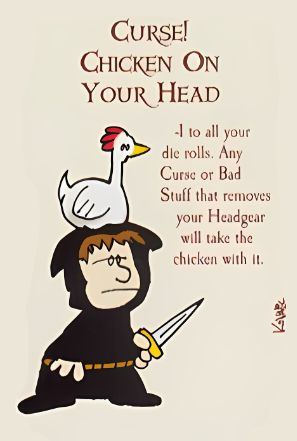 CURSE!
CHICKEN ON
YOUR HEAD
-1 to all your
die rolls. Any
Curse or Bad
Stuff that removes
your Headgear
will take the
chicken with it.
Kovalic